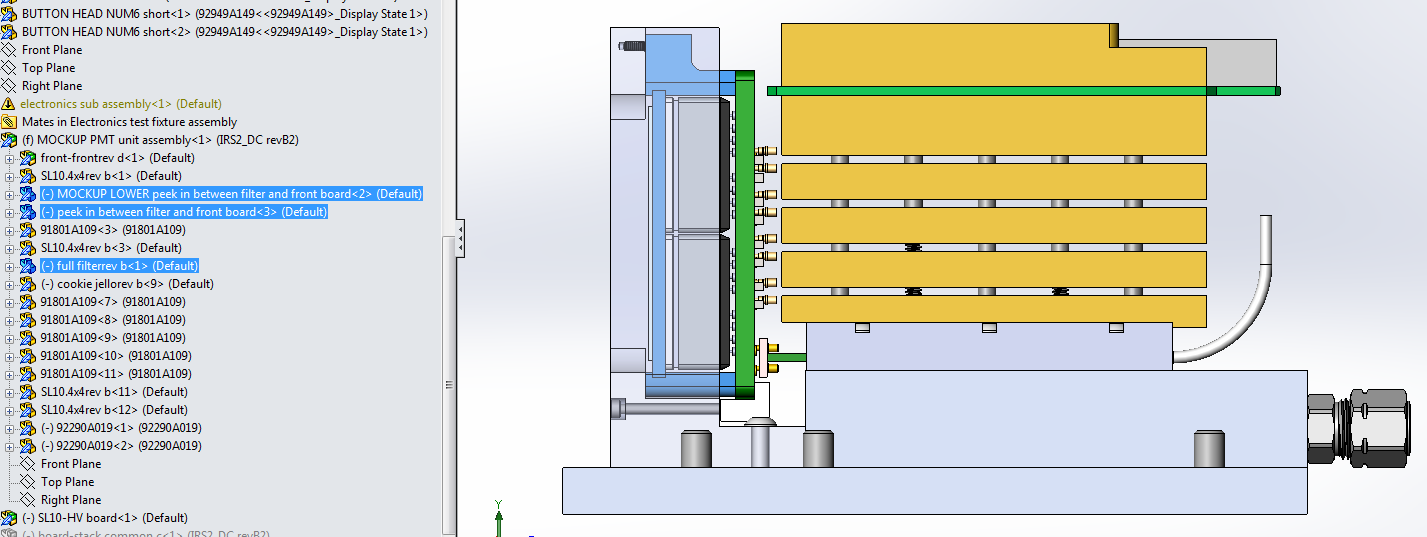 BUTTON HEAD NUM6 short<1> (92949A149<<92949A149>_Display State 1>)
BUTTON HEAD NUM6 short<2> (92949A149<<92949A149>_Display State 1>)
Front Plane
Top Plane
Right Plane
electronics sub assembly<1> (Default)
Mates in Electronics test fixture assembly
(f) MOCKUP PMT unit assembly<1> (IRS2_DC revB2)
front-frontrev d<1> (Default)
SL10.4x4rev b<1> (Default)
(-) MOCKUP LOWER peek in between filter and front board<2> (Default)
(-) peek in between filter and front board<3> (Default)
91801A109<3> (91801A109)
SL10.4x4rev b<3> (Default)
(-) full filterrev b<1> (Default)
(-) cookie jellorev b<9> (Default)
91801A109<7> (91801A109)
91801A109<8> (91801A109)
91801A109<9> (91801A109)
91801A109<10> (91801A109)
91801A109<11> (91801A109)
SL10.4x4rev b<11> (Default)
SL10.4x4rev b<12> (Default)
(-) 92290A019<1> (92290A019)
(-) 92290A019<2> (92290A019)
Front Plane
Top Plane
Right Plane
(-) SL10-HV board<1> (Default)
(-) board-stack common c<1> (IRS2_DC revB2)
Y